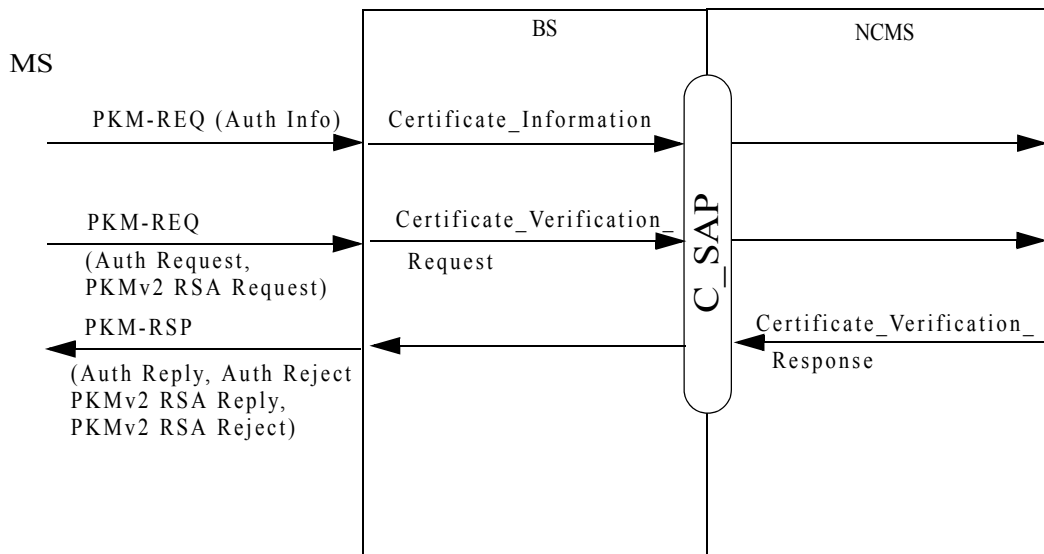 BS
NCMS
MS
PKM-REQ (Auth Info)
Certificate_Information
PKM-REQ
(Auth Request,
PKMv2 RSA Request)
Certificate_Verification_
Request
C_SAP
PKM-RSP
(Auth Reply, Auth Reject
PKMv2 RSA Reply,
PKMv2 RSA Reject)
Certificate_Verification_
Response